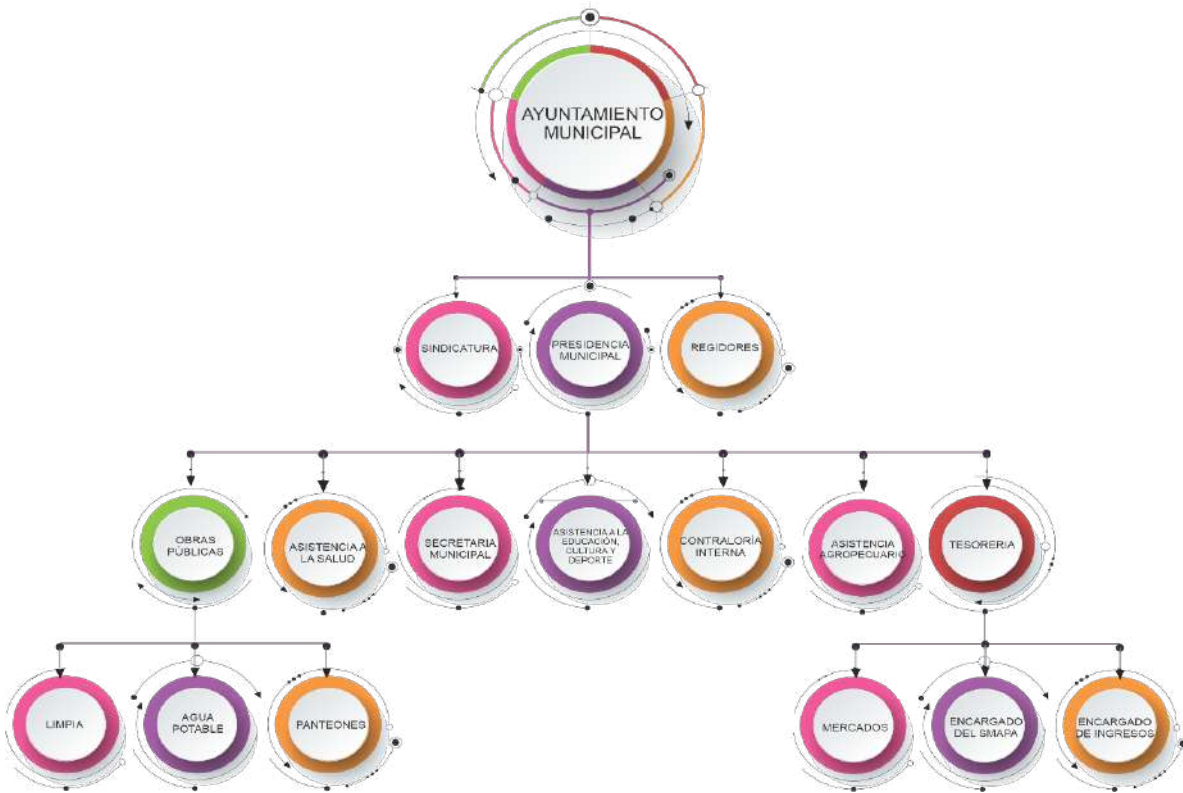 AYUNTAMIENTO
MUNICIPAL
SINDICATURA
PRESIDENCIA
MUNICIPAL
REGIDORES
OBRAS
PÚBLICAS
ASISTENCIA A
LA SALUD
SECRETARIA
MUNICIPAL
ASISTENCIA A LA
EDUCACIÓN,
CULTURA Y
DEPORTE
CONTRALORÍA
INTERNA
ASISTENCIA
AGROPECUARIO
TESORERIA
LIMPIA
AGUA
POTABLE
PANTEONES
MERCADOS
ENCARGADO
DEL SMAPA
ENCARGADO
DE INGRESOS